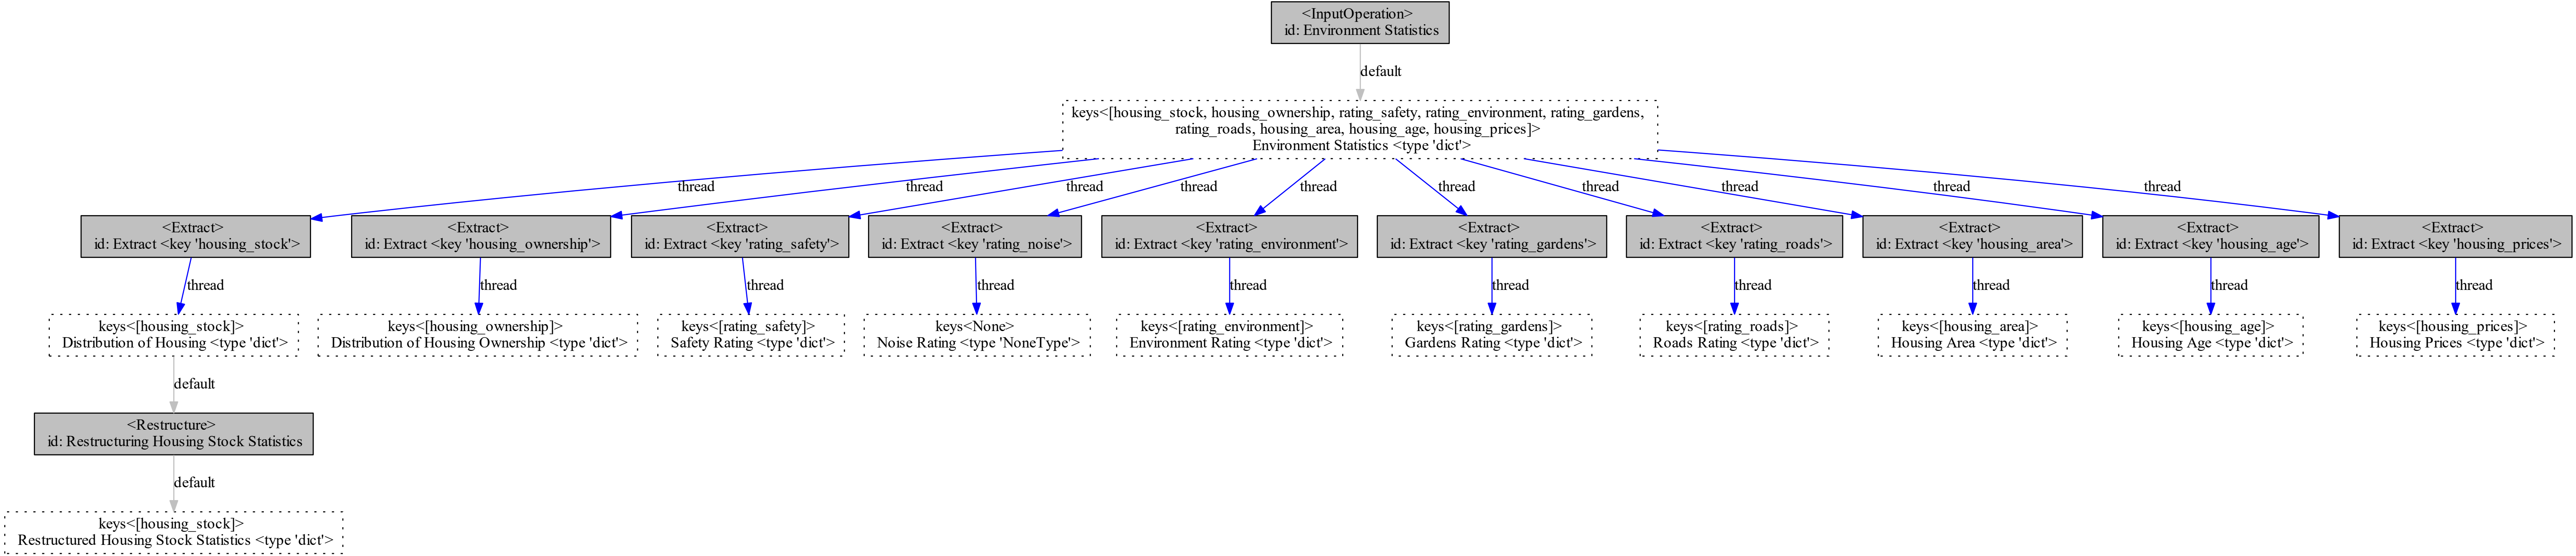 <InputOperation>
id: Environment Statistics
default
keys<[housing_stock, housing_ownership, rating_safety, rating_environment, rating_gardens,
rating_roads, housing_area, housing_age, housing_prices]>
Environment Statistics <type 'dict'>
thread
thread
thread
thread
thread
thread
thread
thread
thread
thread
<Extract>
id: Extract <key 'housing_stock'>
<Extract>
id: Extract <key 'housing_ownership'>
<Extract>
id: Extract <key 'rating_safety'>
<Extract>
id: Extract <key 'rating_noise'>
<Extract>
id: Extract <key 'rating_environment'>
<Extract>
id: Extract <key 'rating_gardens'>
<Extract>
id: Extract <key 'rating_roads'>
<Extract>
id: Extract <key 'housing_area'>
<Extract>
id: Extract <key 'housing_age'>
<Extract>
id: Extract <key 'housing_prices'>
thread
thread
thread
thread
thread
thread
thread
thread
thread
thread
keys<[housing_stock]>
Distribution of Housing <type 'dict'>
keys<[housing_ownership]>
Distribution of Housing Ownership <type 'dict'>
keys<[rating_safety]>
Safety Rating <type 'dict'>
keys<None>
Noise Rating <type 'NoneType'>
keys<[rating_environment]>
Environment Rating <type 'dict'>
keys<[rating_gardens]>
Gardens Rating <type 'dict'>
keys<[rating_roads]>
Roads Rating <type 'dict'>
keys<[housing_area]>
Housing Area <type 'dict'>
keys<[housing_age]>
Housing Age <type 'dict'>
keys<[housing_prices]>
Housing Prices <type 'dict'>
default
<Restructure>
id: Restructuring Housing Stock Statistics
default
keys<[housing_stock]>
Restructured Housing Stock Statistics <type 'dict'>